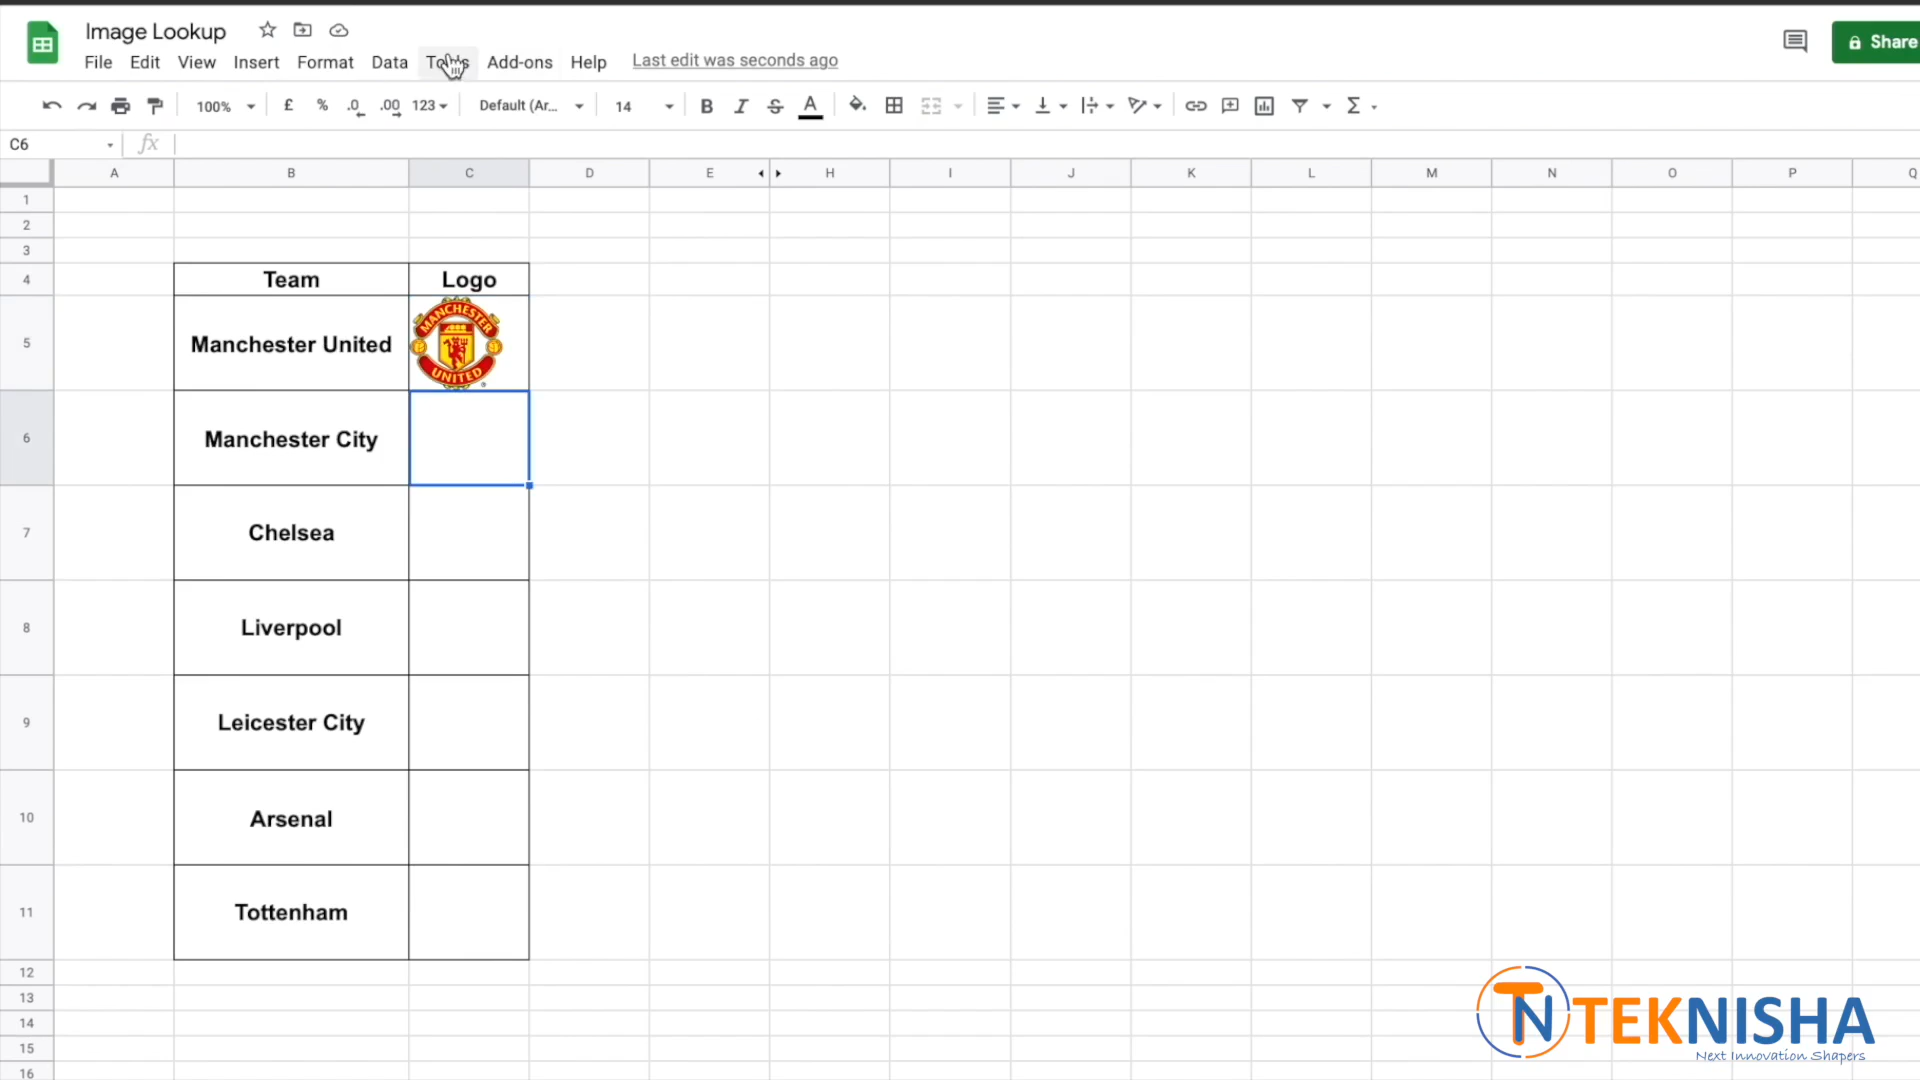 Image Lookup
Share
File Edit View Insert Format Data Tools Add-ons Help Last edit was seconds ago
100% £ % .0 .00 123 Default (Ar... 14 B I S A Σ
C6 fx
A B C D E H I J K L M N O P Q
1
2
3
4 Team Logo
5 Manchester United MANCHESTER UNITED
6 Manchester City
7 Chelsea
8 Liverpool
9 Leicester City
10 Arsenal
11 Tottenham
12
13
14
15
16
TN TEKNISHA
Next Innovation Shapers